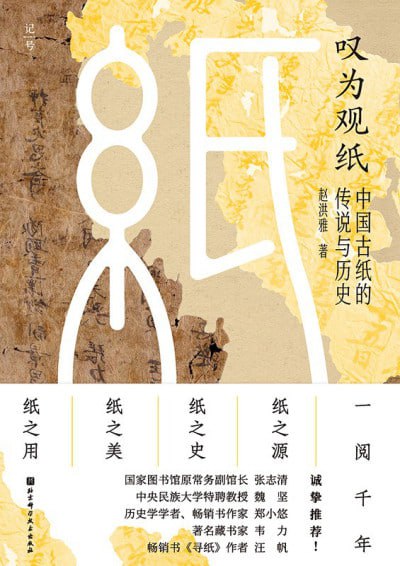 记号
纸
叹为观纸
中国古纸的
传说与历史
赵洪雅 著
一阅千年
纸之源
纸之史
纸之美
纸之用
诚挚推荐！
国家图书馆原常务副馆长 张志清
中央民族大学特聘教授 魏 坚
历史学学者、畅销书作家 郑小悠
著名藏书家 韦 力
畅销书《寻纸》作者 汪 帆
北京科学技术出版社